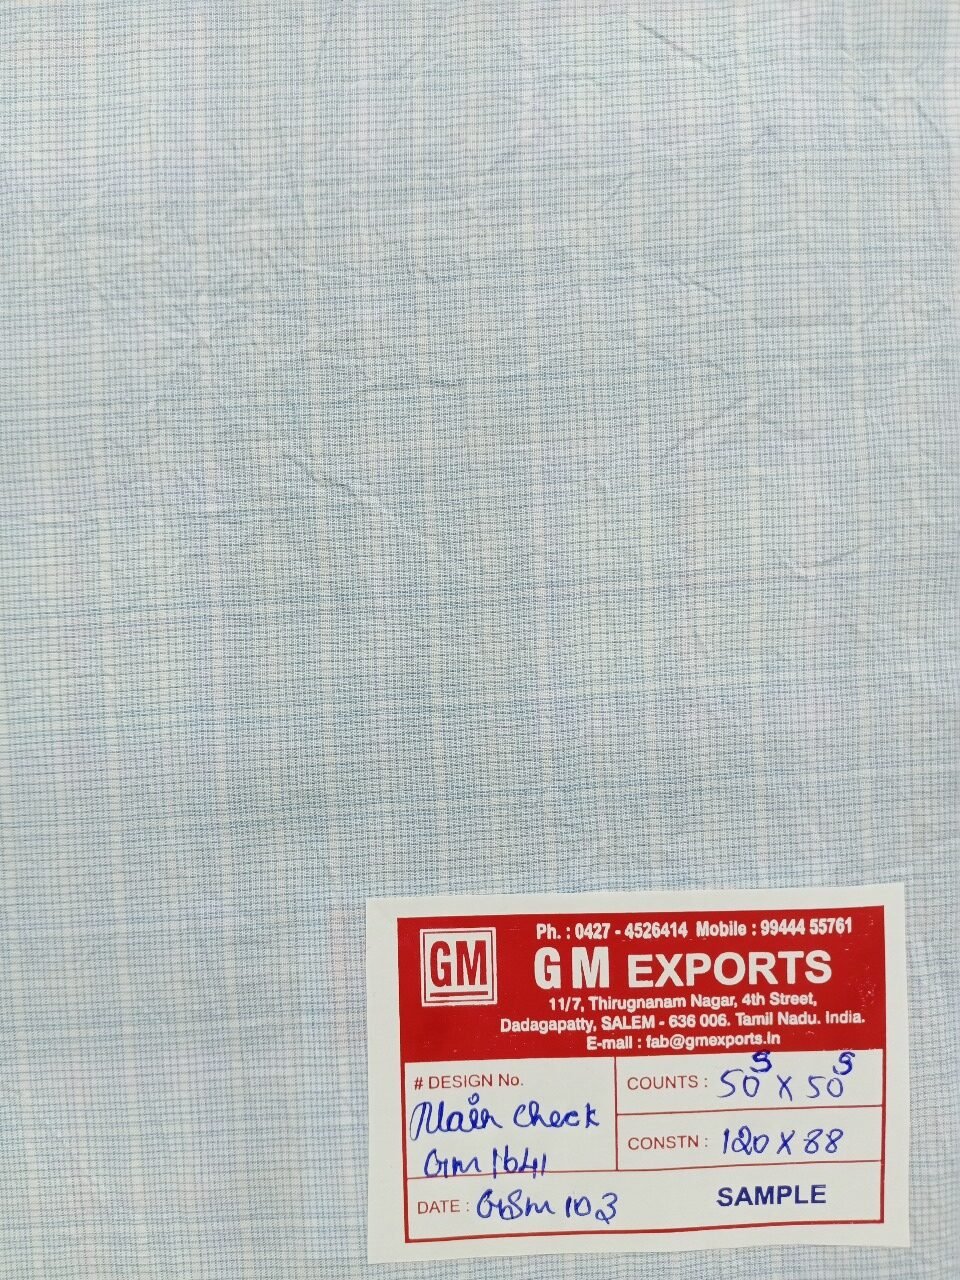 Ph. : 0427 - 4526414 Mobile : 99444 55761
GM
G M EXPORTS
11/7, Thirugnanam Nagar, 4th Street,
Dadagapatty, SALEM - 636 006. Tamil Nadu. India.
E-mail : fab@gmexports.in
# DESIGN No.
check
Gm 1641
COUNTS : 50s X 50s
CONSTN : 120 X 88
DATE : GSm 103
SAMPLE